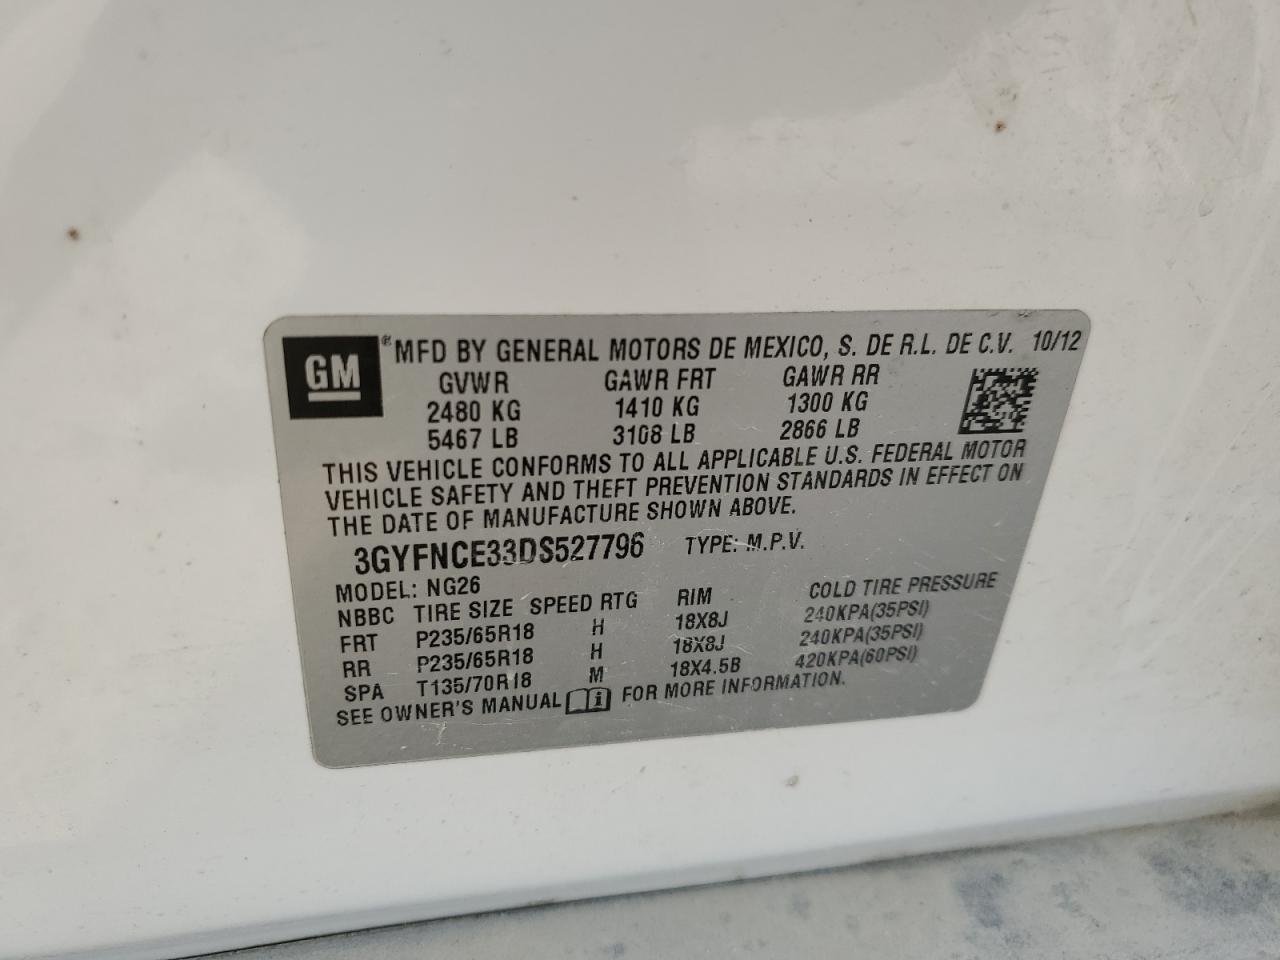 GM ® MFD BY GENERAL MOTORS DE MEXICO, S. DE R.L. DE C.V. 10/12
GVWR GAWR FRT GAWR RR
2480 KG 1410 KG 1300 KG
5467 LB 3108 LB 2866 LB
THIS VEHICLE CONFORMS TO ALL APPLICABLE U.S. FEDERAL MOTOR
VEHICLE SAFETY AND THEFT PREVENTION STANDARDS IN EFFECT ON
THE DATE OF MANUFACTURE SHOWN ABOVE.
3GYFNCE33DS527796 TYPE: M.P.V.
MODEL: NG26
NBBC TIRE SIZE SPEED RTG RIM COLD TIRE PRESSURE
FRT P235/65R18 H 18X8J 240KPA(35PSI)
RR P235/65R18 H 18X8J 240KPA(35PSI)
SPA T135/70R18 M 18X4.5B 420KPA(60PSI)
SEE OWNER'S MANUAL i FOR MORE INFORMATION.